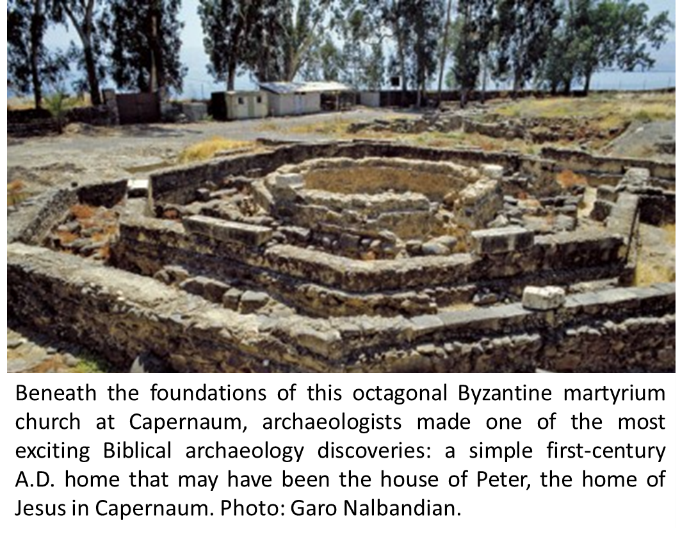 Beneath the foundations of this octagonal Byzantine martyrium
church at Capernaum, archaeologists made one of the most
exciting Biblical archaeology discoveries: a simple first-century
A.D. home that may have been the house of Peter, the home of
Jesus in Capernaum. Photo: Garo Nalbandian.